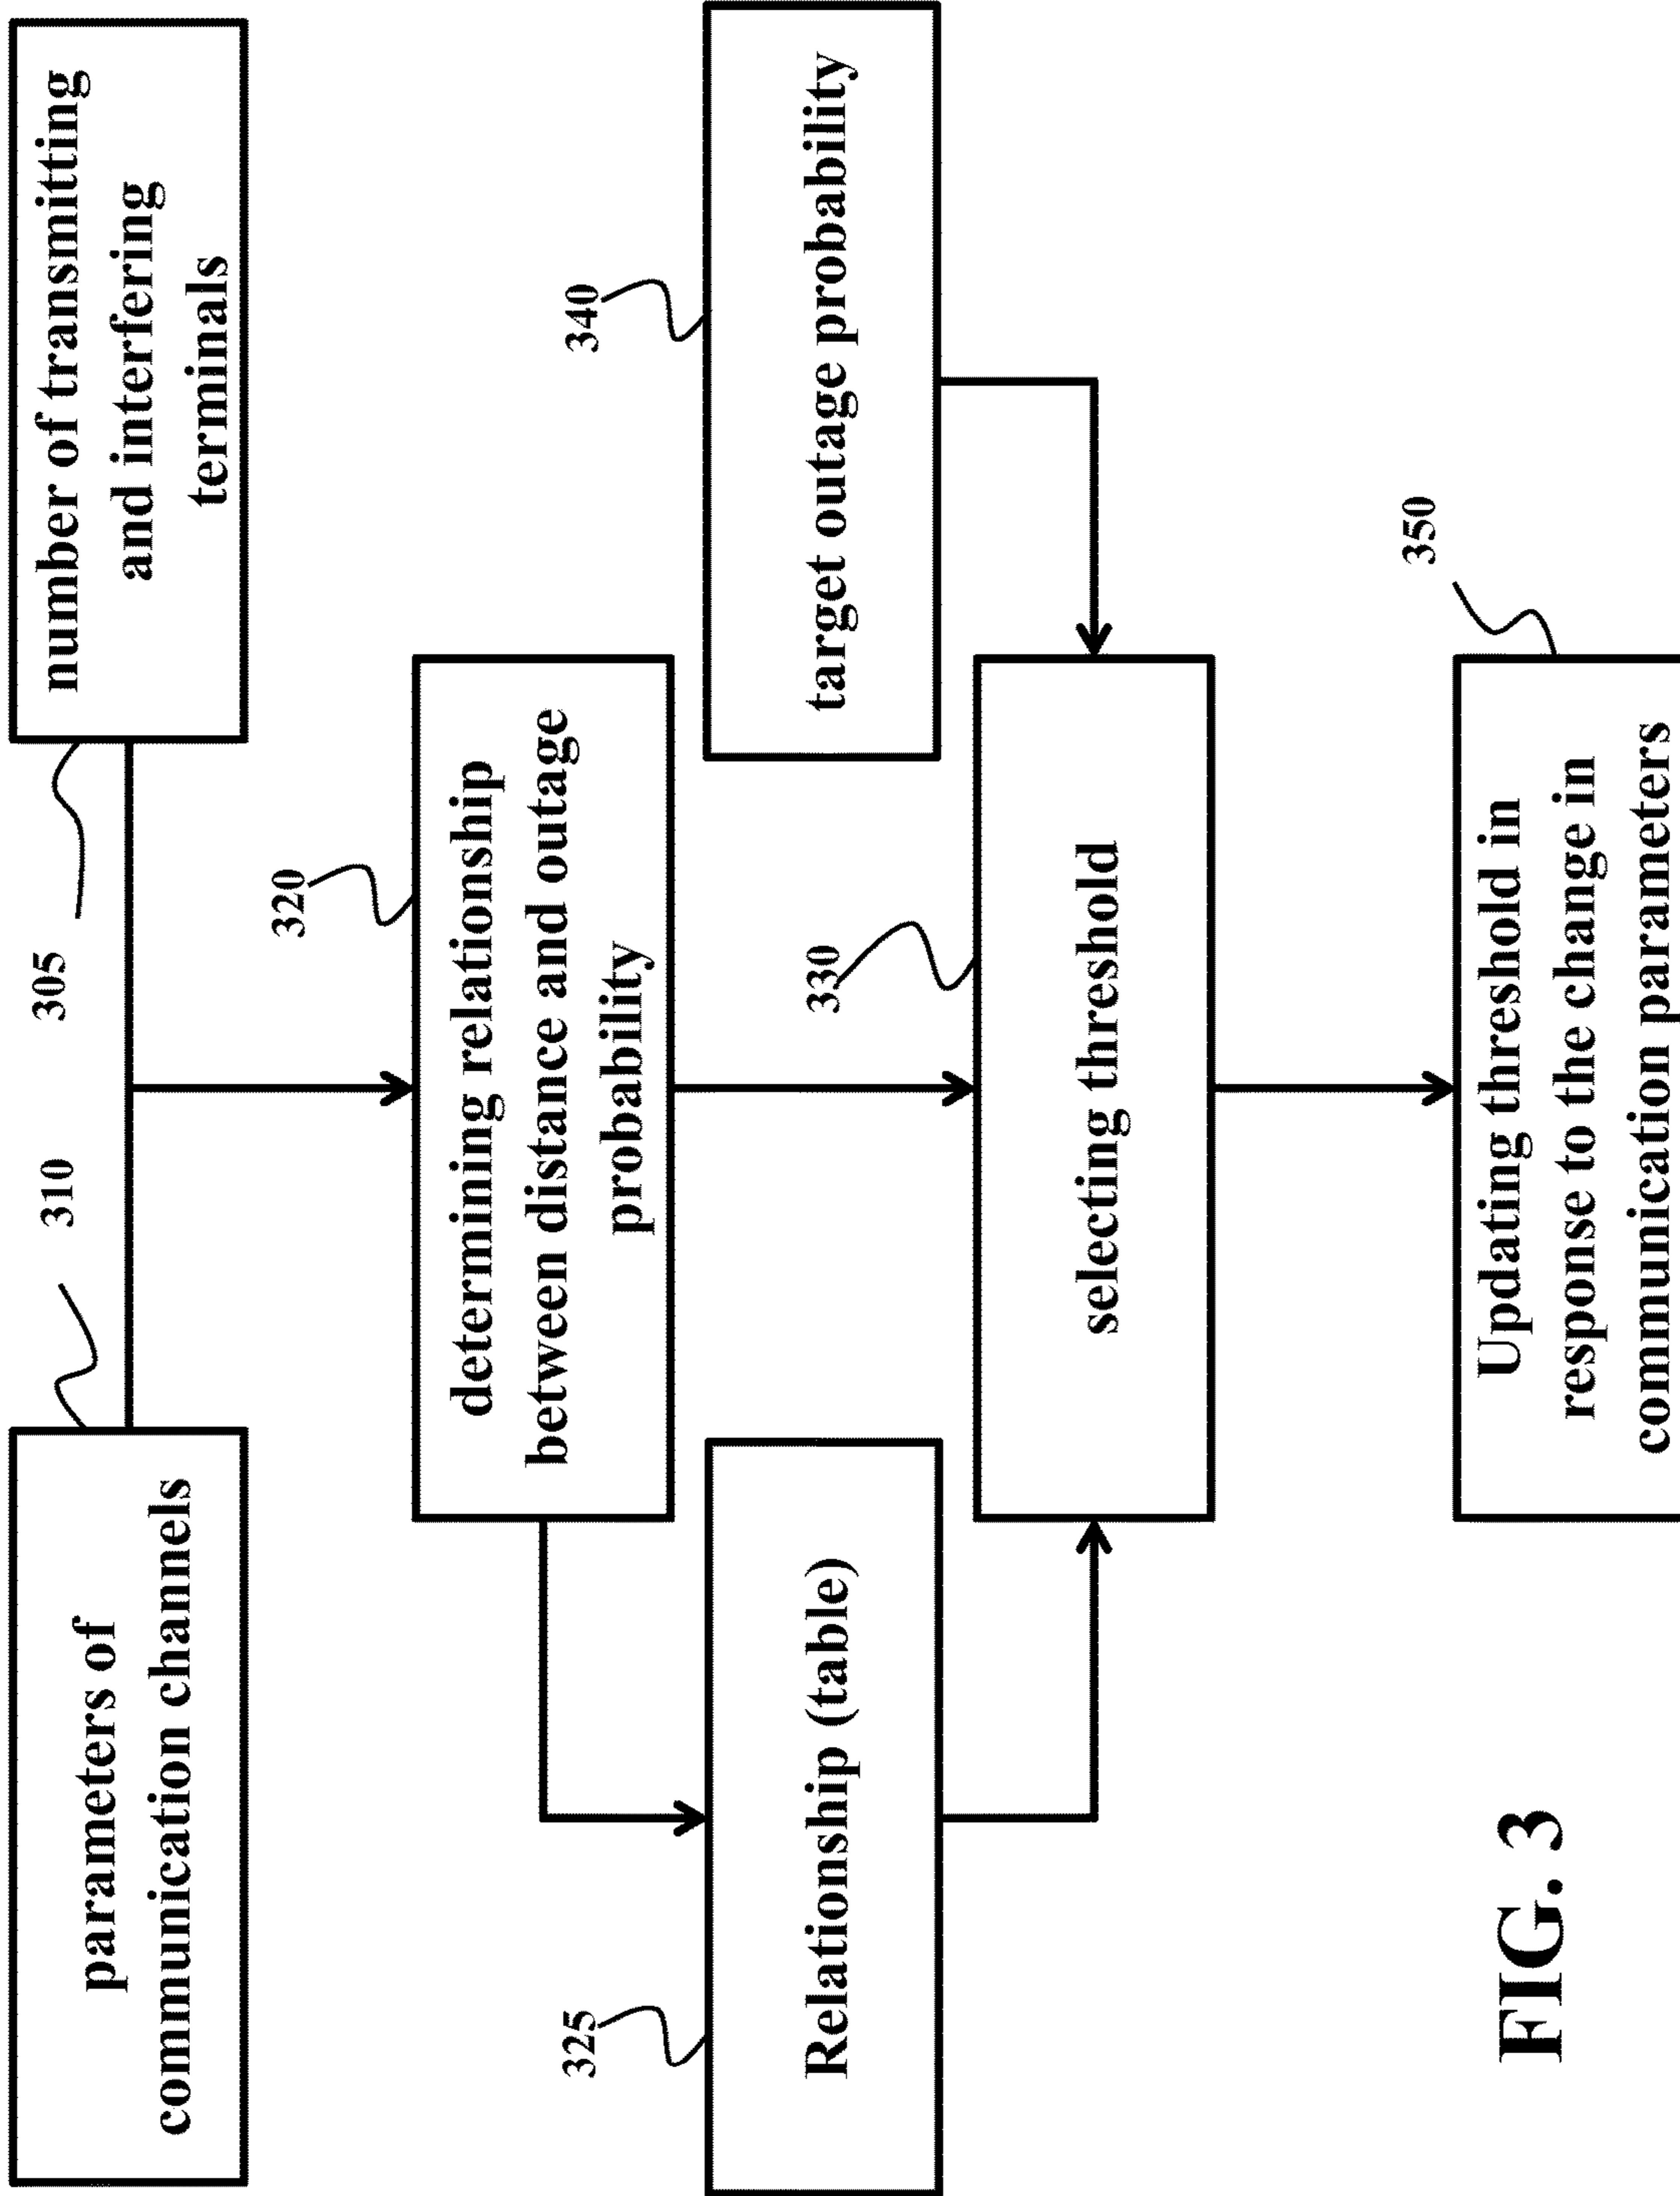 parameters of
communication channels
310
305
number of transmitting
and interfering
terminals
320
determining relationship
between distance and outage
probability
325
Relationship (table)
340
target outage probability
330
selecting threshold
350
Updating threshold in
response to the change in
communication parameters
FIG. 3